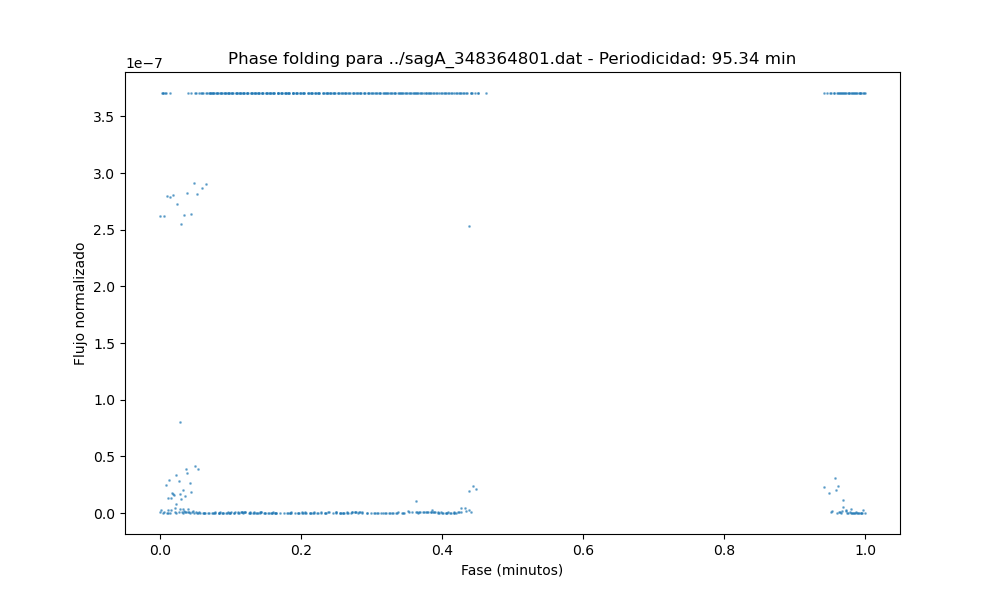 Phase folding para ../sagA_348364801.dat - Periodicidad: 95.34 min
1e−7
3.5
3.0
2.5
2.0
1.5
1.0
0.5
0.0
Flujo normalizado
0.0 0.2 0.4 0.6 0.8 1.0
Fase (minutos)